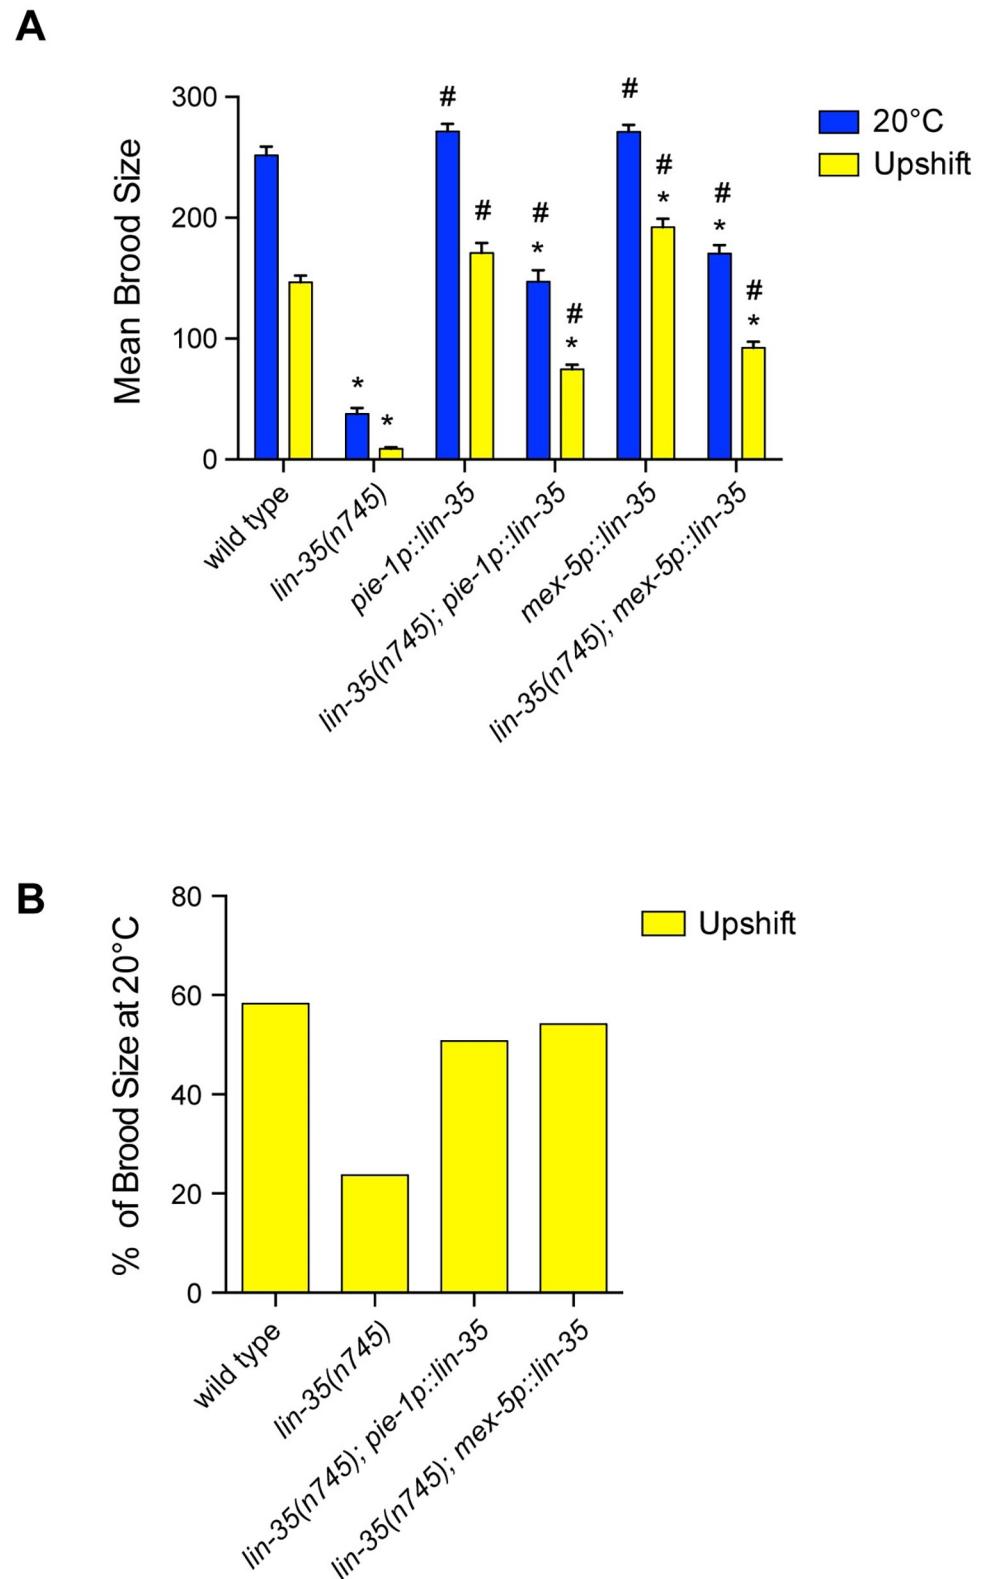 A
Mean Brood Size
300
200
100
0
20°C
Upshift
*
*
#
#
#
*
#
*
#
#
*
#
*
#
*
wild type
lin-35(n745)
pie-1p::lin-35
lin-35(n745); pie-1p::lin-35
mex-5p::lin-35
lin-35(n745); mex-5p::lin-35
B
% of Brood Size at 20°C
80
60
40
20
0
Upshift
wild type
lin-35(n745)
lin-35(n745); pie-1p::lin-35
lin-35(n745); mex-5p::lin-35